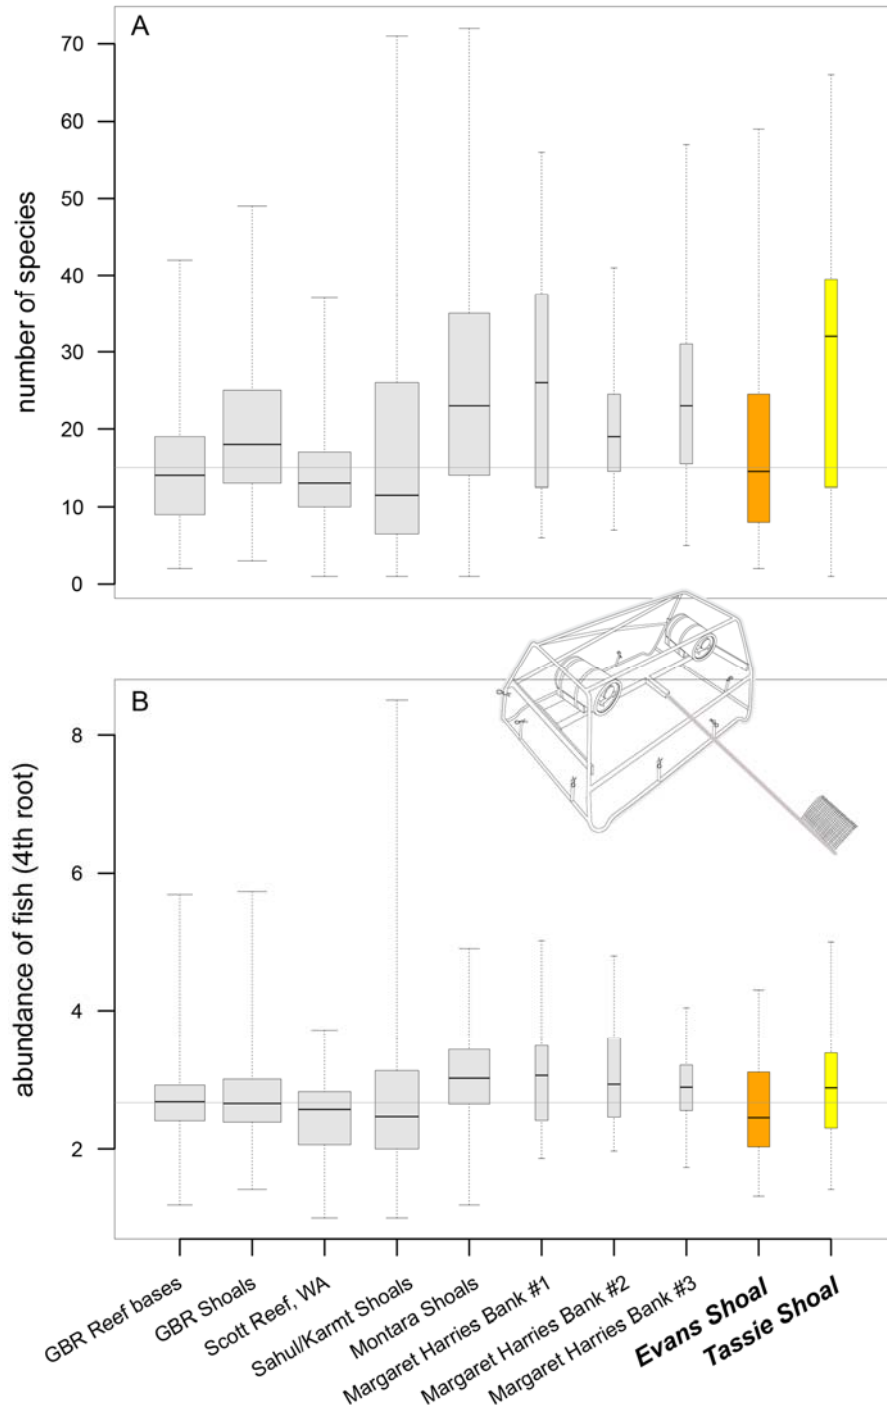 A
number of species
70
60
50
40
30
20
10
0
B
abundance of fish (4th root)
8
6
4
2
GBR Reef bases
GBR Shoals
Scott Reef, WA
Sahul/Karmt Shoals
Montara Shoals
Margaret Harries Bank #1
Margaret Harries Bank #2
Margaret Harries Bank #3
Evans Shoal
Tassie Shoal